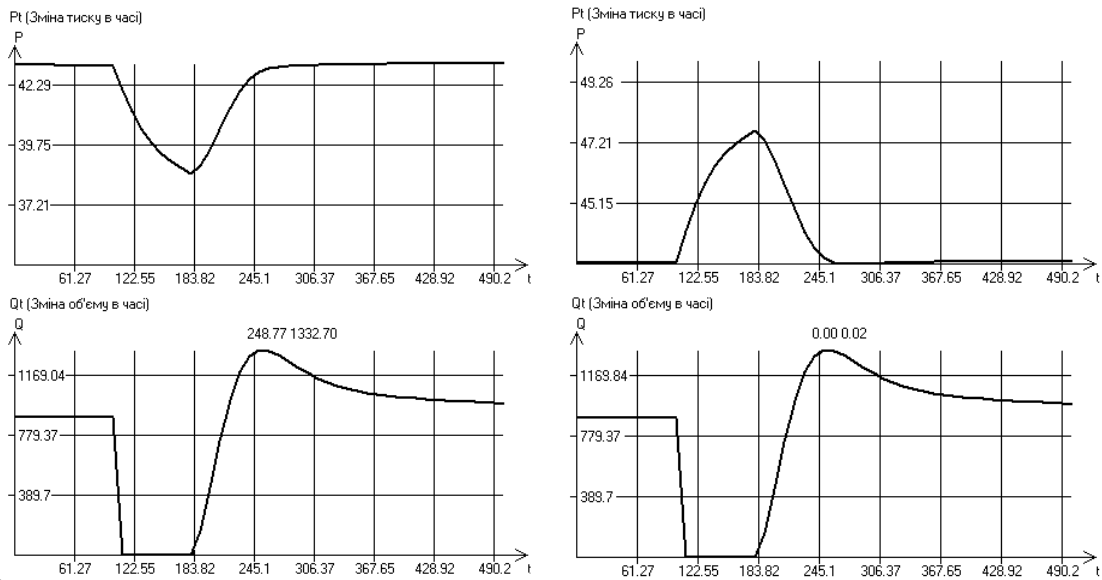 Pt (Зміна тиску в часі)
P
42.29
39.75
37.21
61.27 122.55 183.82 245.1 306.37 367.65 428.92 490.2 t
Pt (Зміна тиску в часі)
P
49.26
47.21
45.15
61.27 122.55 183.82 245.1 306.37 367.65 428.92 490.2 t
Qt (Зміна об'єму в часі)
Q
248.77 1332.70
1169.04
779.37
389.7
61.27 122.55 183.82 245.1 306.37 367.65 428.92 490.2 t
Qt (Зміна об'єму в часі)
Q
0.00 0.02
1169.84
779.37
389.7
61.27 122.55 183.82 245.1 306.37 367.65 428.92 490.2 t